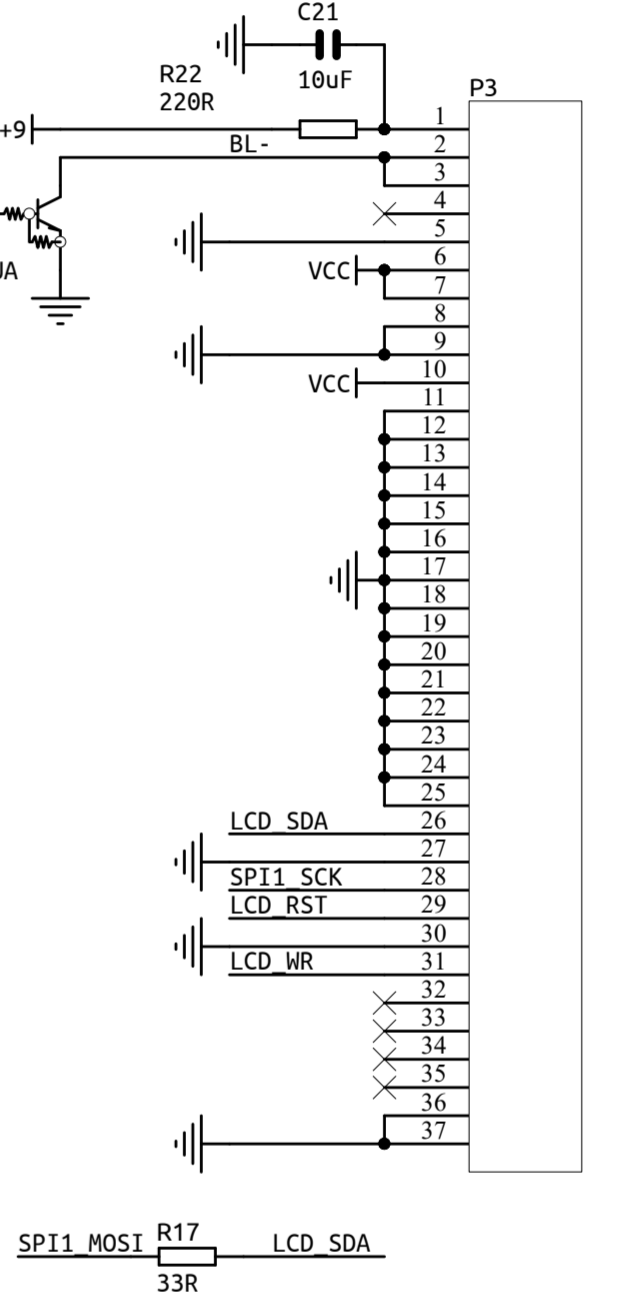 C21
10uF
R22
220R
P3
+9
BL-
1
2
3
4
5
VCC
6
7
8
9
VCC
10
11
12
13
14
15
16
17
18
19
20
21
22
23
24
25
LCD_SDA
26
27
SPI1_SCK
28
LCD_RST
29
30
LCD_WR
31
32
33
34
35
36
37
SPI1_MOSI
R17
LCD_SDA
33R